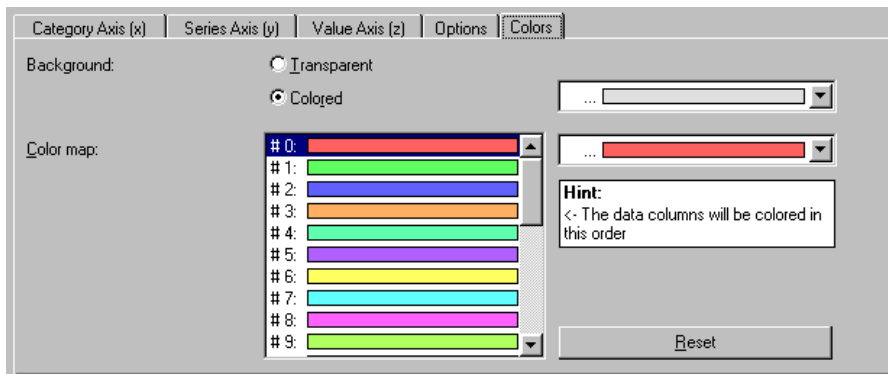 Category Axis (x) Series Axis (y) Value Axis (z) Options Colors
Background: Transparent
Colored ...
Color map: # 0: ...
# 1:
# 2:
# 3:
# 4:
# 5:
# 6:
# 7:
# 8:
# 9:
Hint:
<- The data columns will be colored in
this order
Reset